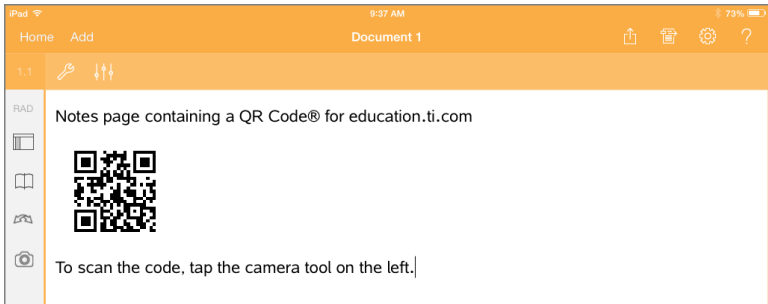 iPad 9:37 AM 73%
Home Add Document 1 ?
1.1
RAD
Notes page containing a QR Code® for education.ti.com
To scan the code, tap the camera tool on the left.